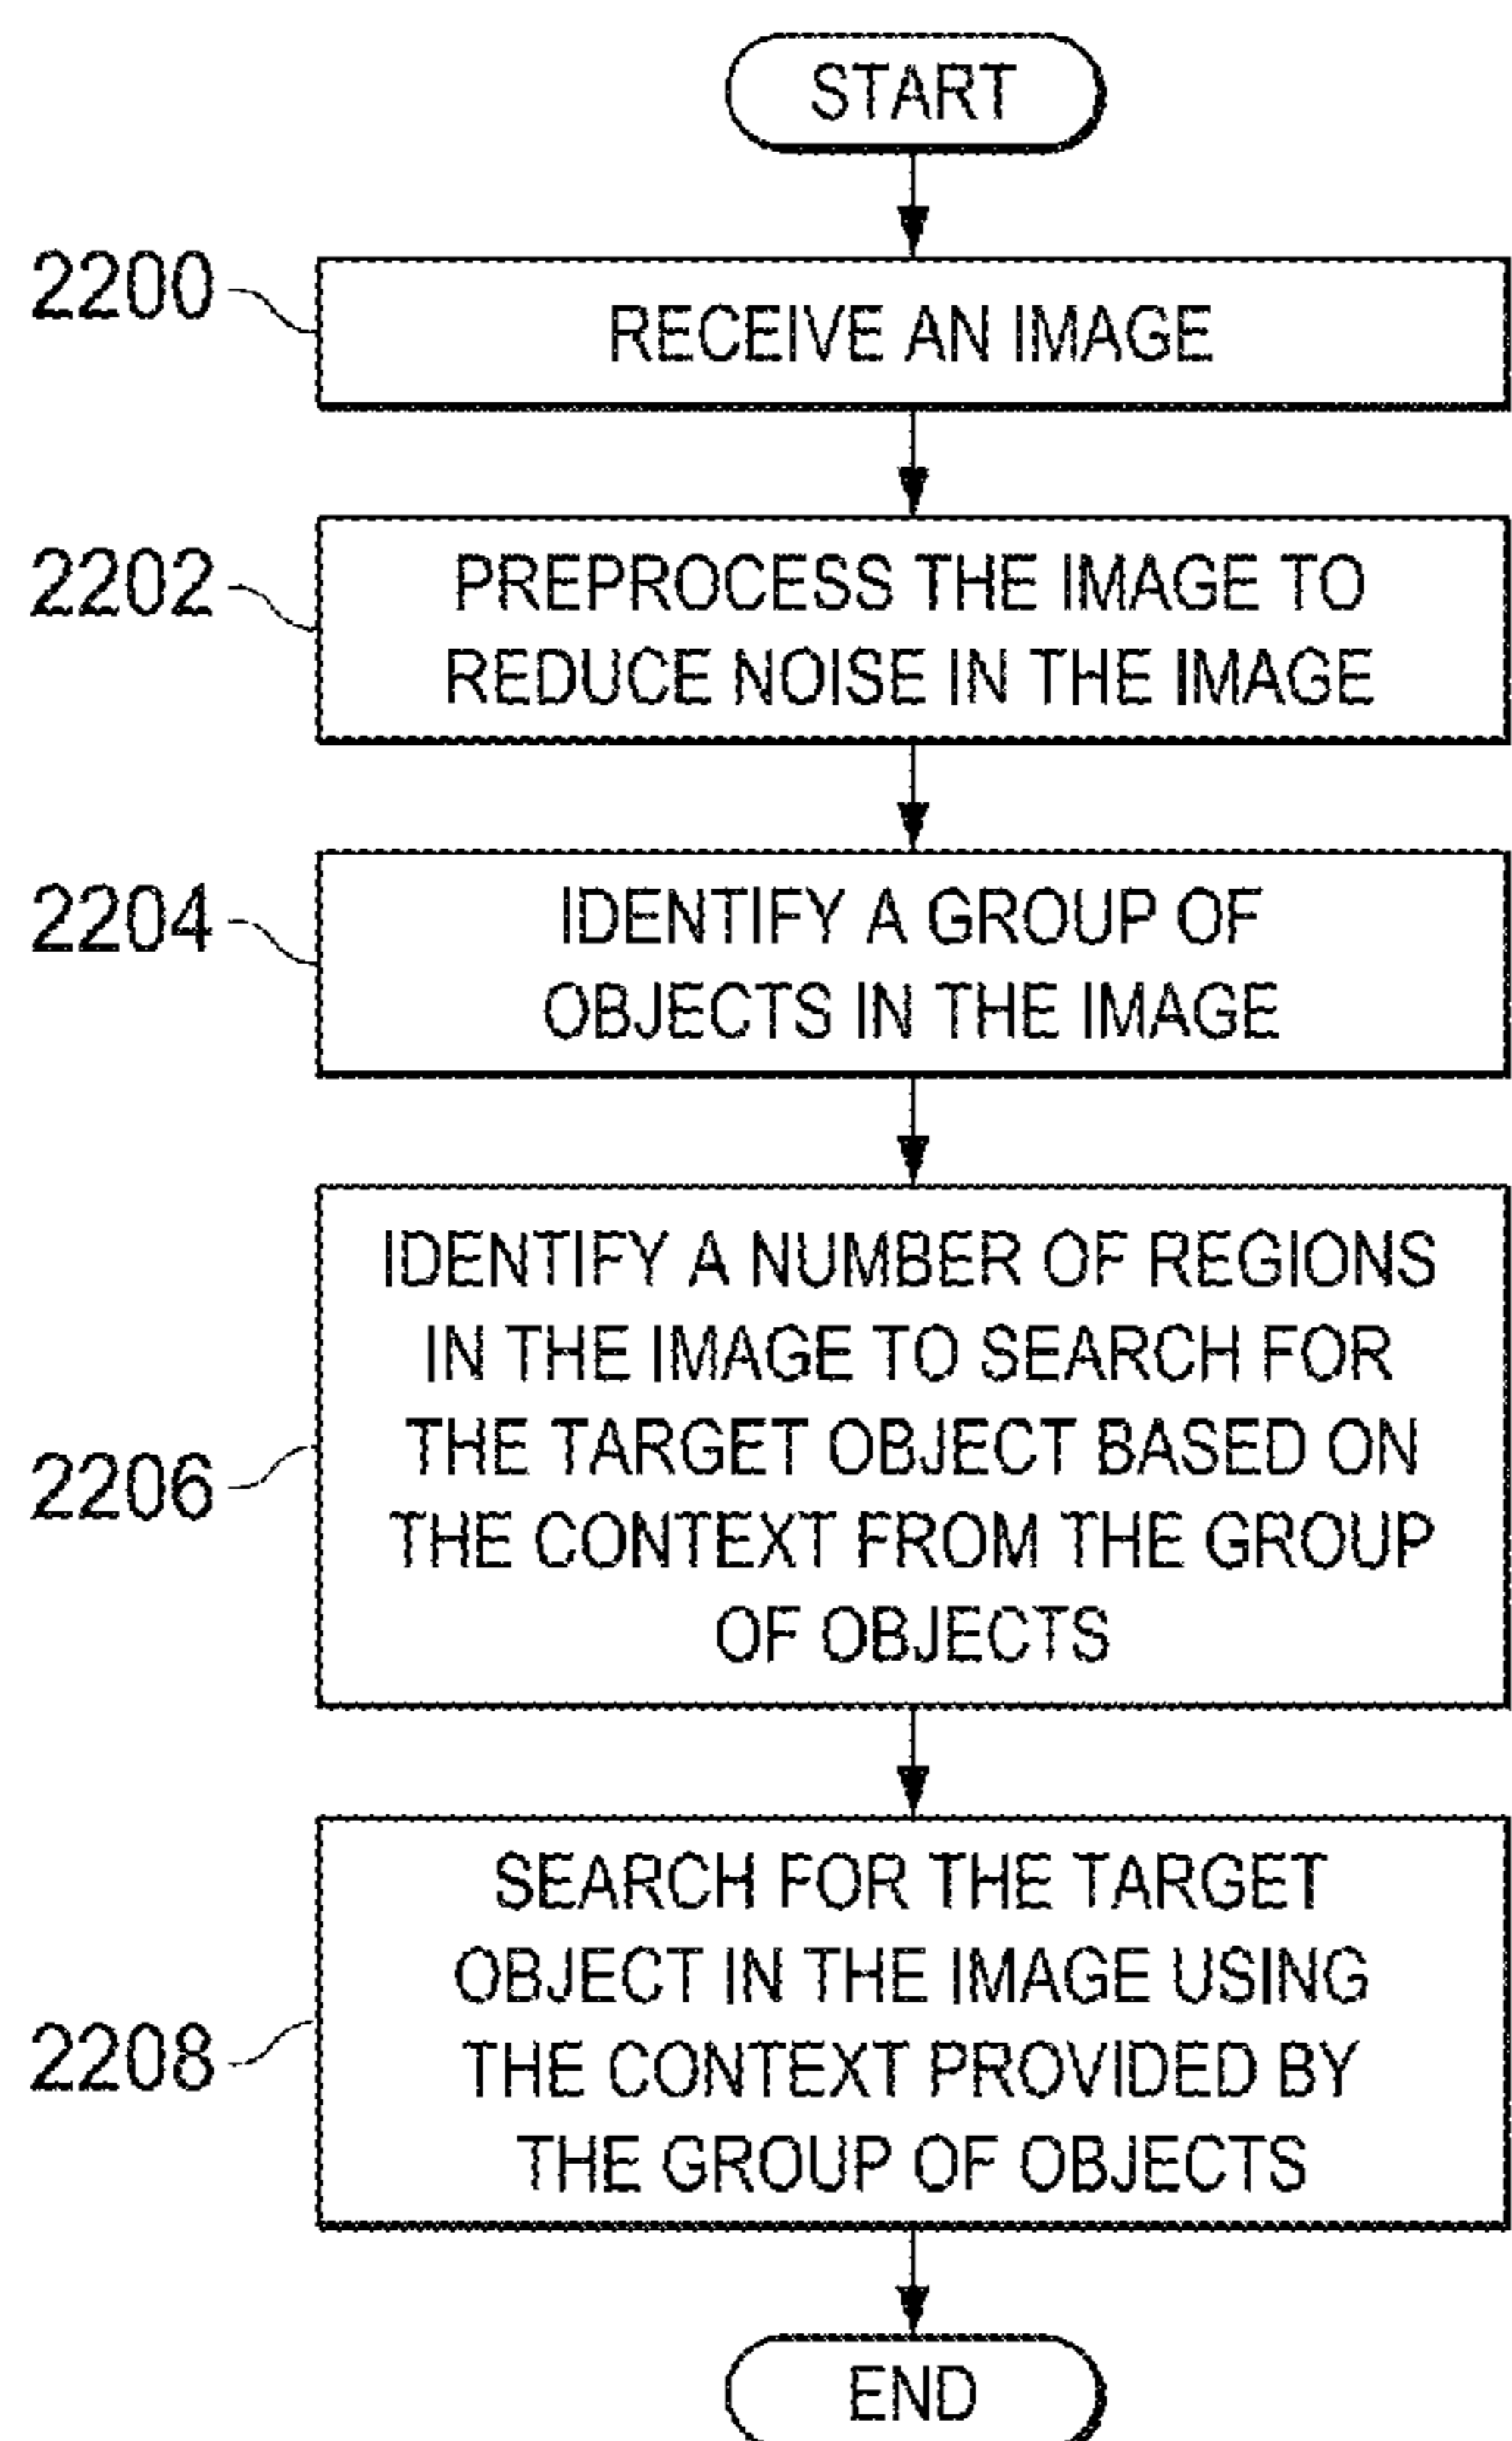 START
2200
RECEIVE AN IMAGE
2202
PREPROCESS THE IMAGE TO
REDUCE NOISE IN THE IMAGE
2204
IDENTIFY A GROUP OF
OBJECTS IN THE IMAGE
2206
IDENTIFY A NUMBER OF REGIONS
IN THE IMAGE TO SEARCH FOR
THE TARGET OBJECT BASED ON
THE CONTEXT FROM THE GROUP
OF OBJECTS
2208
SEARCH FOR THE TARGET
OBJECT IN THE IMAGE USING
THE CONTEXT PROVIDED BY
THE GROUP OF OBJECTS
END